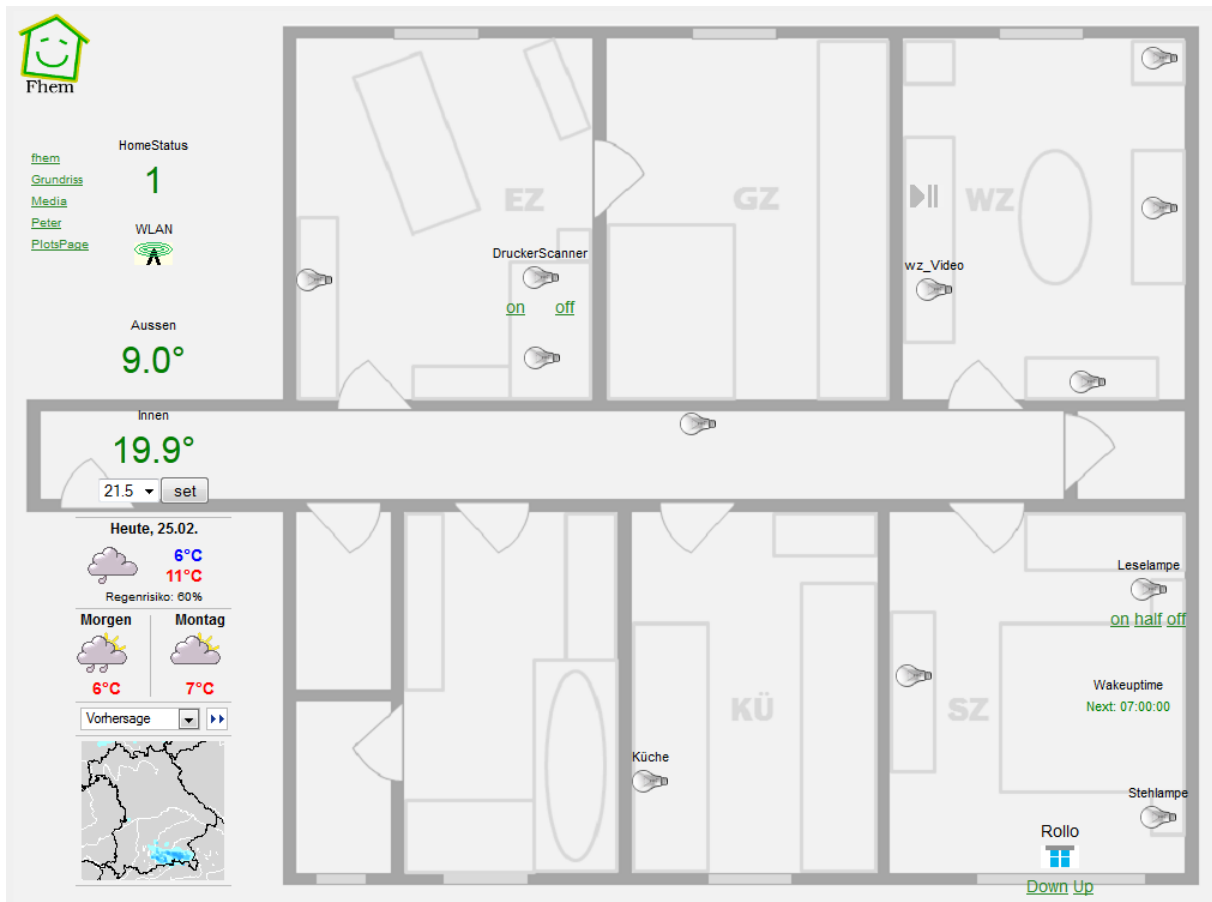 Fhem
HomeStatus
1
fhem
Grundriss
Media
Peter
PlotsPage
WLAN
Aussen
9.0°
Innen
19.9°
21.5
set
Heute, 25.02.
6°C
11°C
Regenrisiko: 60%
Morgen
Montag
6°C
7°C
Vorhersage
EZ
DruckerScanner
on off
GZ
WZ
wz_Video
KÜ
Küche
SZ
Leselampe
on half off
Wakeuptime
Next: 07:00:00
Stehlampe
Rollo
Down Up